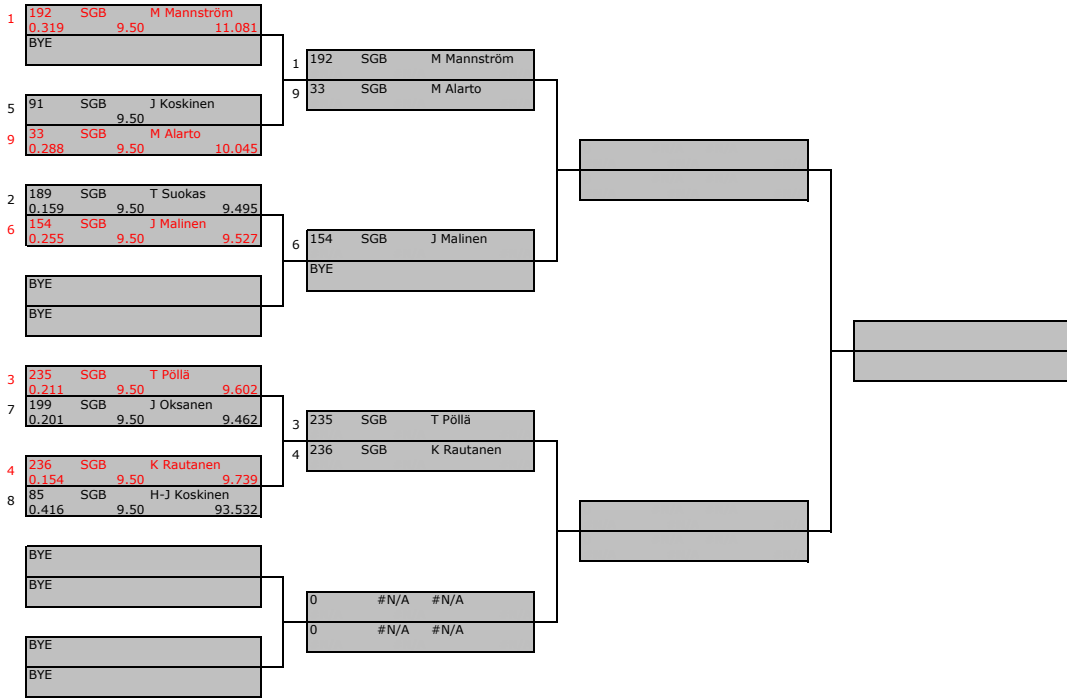 1 192 SGB M Mannström
0.319 9.50 11.081
BYE
5 91 SGB J Koskinen
9.50
9 33 SGB M Alarto
0.288 9.50 10.045
2 189 SGB T Suokas
0.159 9.50 9.495
6 154 SGB J Malinen
0.255 9.50 9.527
BYE
BYE
3 235 SGB T Pöllä
0.211 9.50 9.602
7 199 SGB J Oksanen
0.201 9.50 9.462
4 236 SGB K Rautanen
0.154 9.50 9.739
8 85 SGB H-J Koskinen
0.416 9.50 93.532
BYE
BYE
BYE
BYE
1 192 SGB M Mannström
9 33 SGB M Alarto
6 154 SGB J Malinen
BYE
3 235 SGB T Pöllä
4 236 SGB K Rautanen
0 #N/A #N/A
0 #N/A #N/A